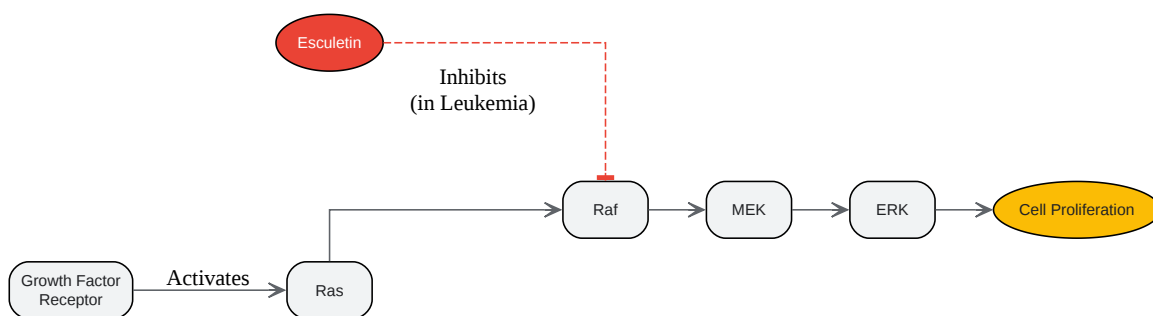 Esculetin
Inhibits
(in Leukemia)
Raf
MEK
ERK
Cell Proliferation
Growth Factor
Receptor
Activates
Ras